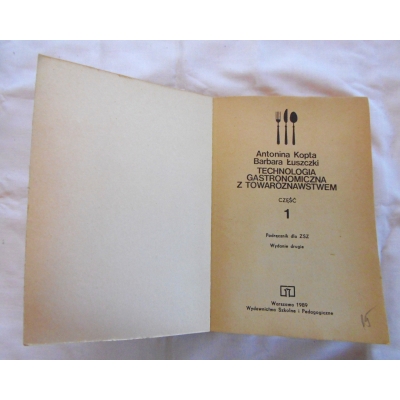 Antonina Kopta
Barbara Łuszczki
TECHNOLOGIA
GASTRONOMICZNA
Z TOWAROZNAWSTWEM
CZĘŚĆ
1
Podręcznik dla ZSZ
Wydanie drugie
Warszawa 1989
Wydawnictwa Szkolne i Pedagogiczne
15